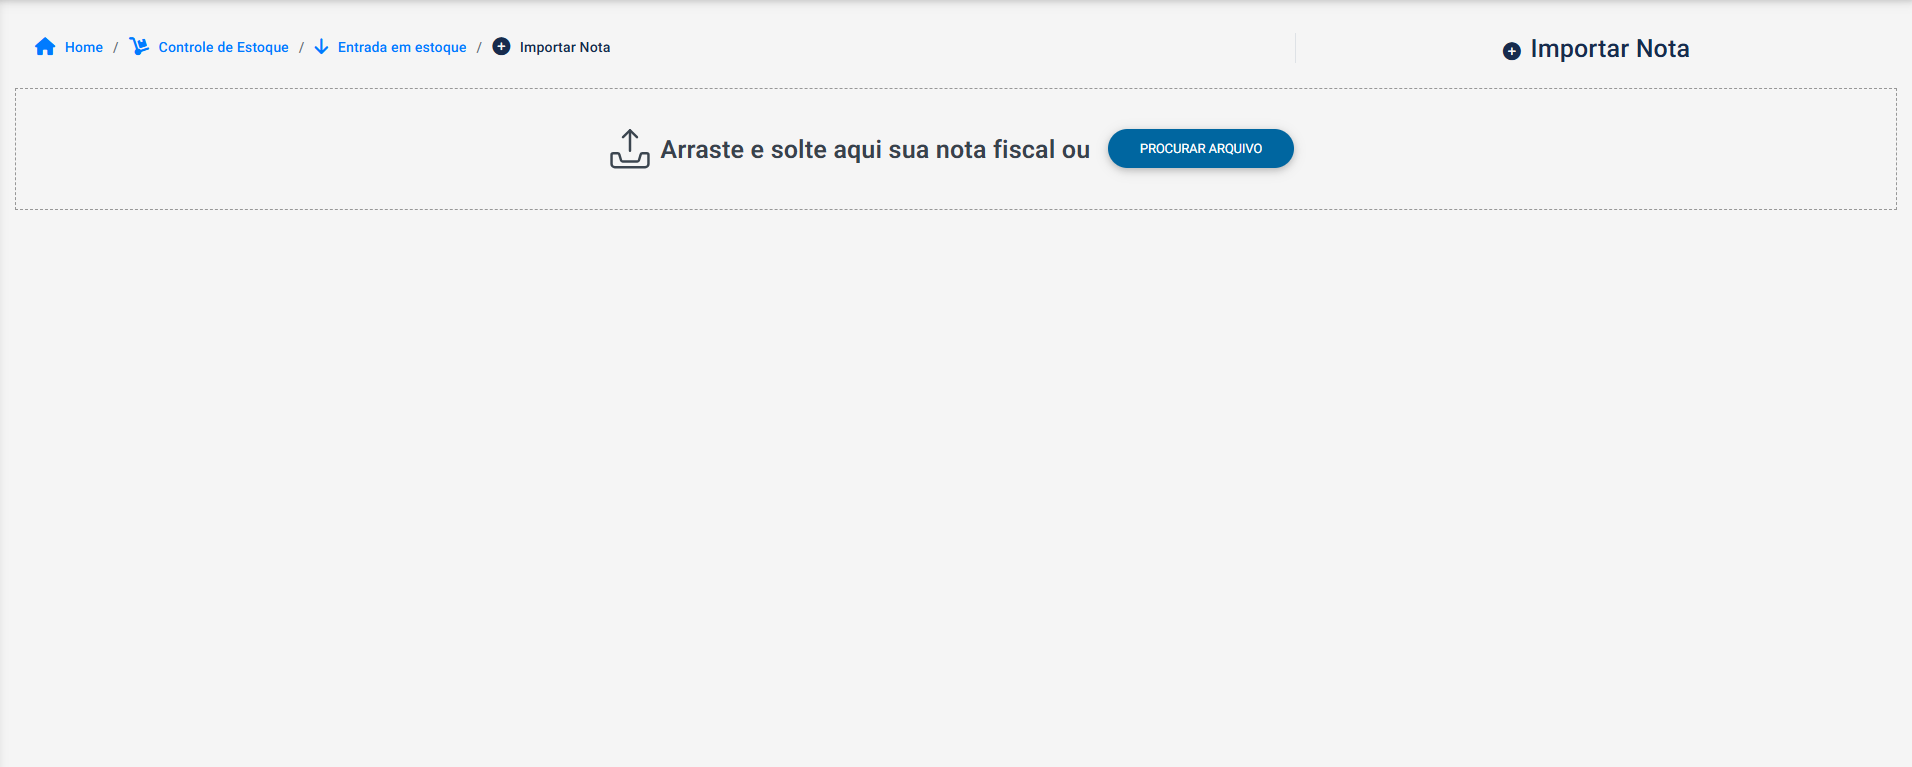 Home / Controle de Estoque / Entrada em estoque / Importar Nota
Importar Nota
Arraste e solte aqui sua nota fiscal ou PROCURAR ARQUIVO